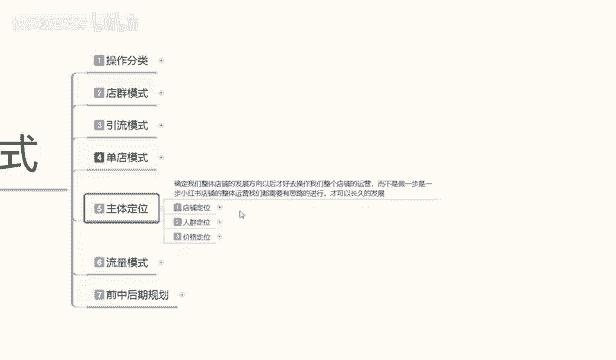 1 操作分类
2 店群模式
3 引流模式
式
4 单店模式
确定我们整体店铺的发展方向以后才好去操作我们整个店铺的运营，而不是做一步是一
步小红书店铺的整体运营我们都需要有思路的进行，才可以长久的发展
5 主体定位
1 店铺定位
2 人群定位
3 价格定位
6 流量模式
7 前中后期规划